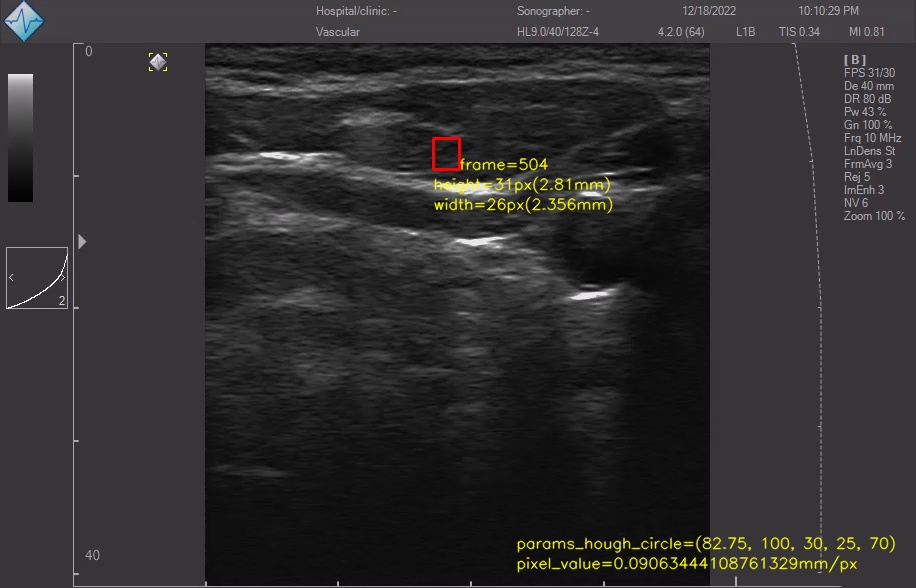 Hospital/clinic: - Sonographer: - 12/18/2022 10:10:29 PM
Vascular HL9.0/40/128Z-4 4.2.0 (64) L1B TIS 0.34 MI 0.81
0
[ B ]
FPS 31/30
De 40 mm
DR 80 dB
Pw 43 %
Gn 100 %
Frq 10 MHz
LnDens St
FrmAvg 3
Rej 5
ImEnh 3
NV 6
Zoom 100 %
frame=504
height=31px(2.81mm)
width=26px(2.356mm)
2
40
params_hough_circle=(82.75, 100, 30, 25, 70)
pixel_value=0.09063444108761329mm/px